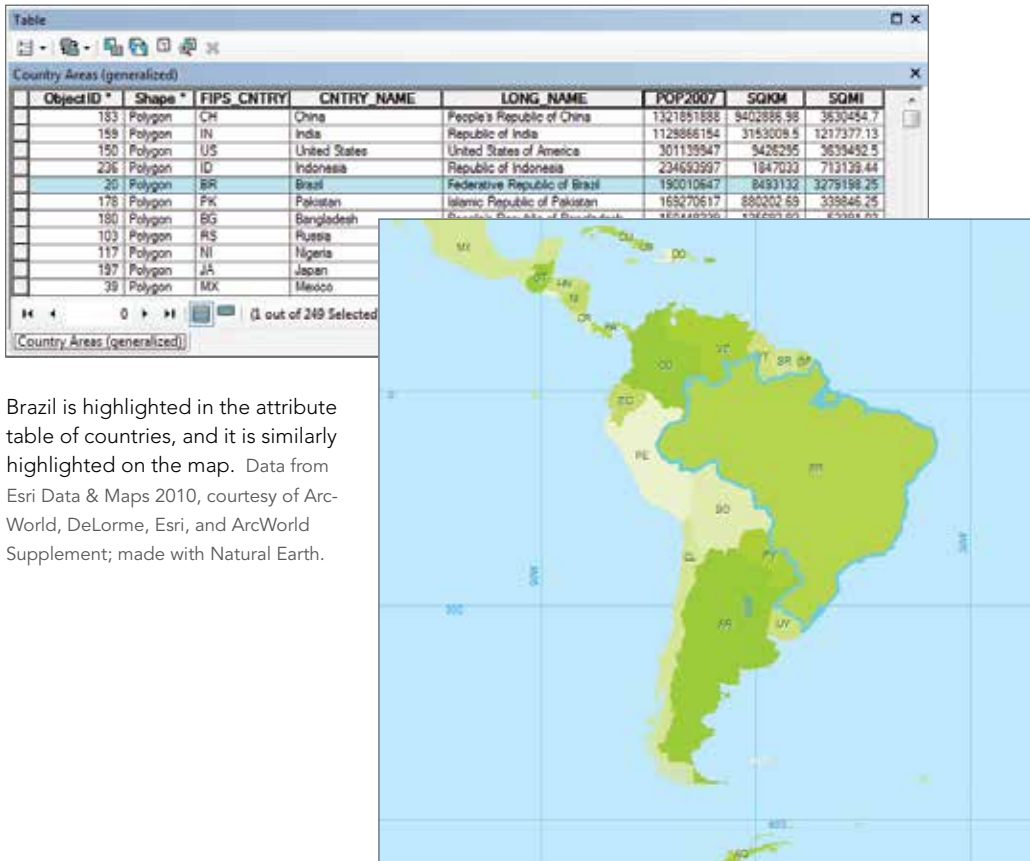 Table
Country Areas (generalized)
ObjectID * Shape * FIPS_CNTRY CNTRY_NAME LONG_NAME POP2007 SQKM SQMI
183 Polygon CH China People's Republic of China 1321851888 9402886.98 3630454.7
159 Polygon IN India Republic of India 1129866154 3153009.5 1217377.13
150 Polygon US United States United States of America 301139947 9426295 3639492.5
236 Polygon ID Indonesia Republic of Indonesia 234693997 1847033 713139.44
20 Polygon BR Brazil Federative Republic of Brazil 190010647 8493132 3279198.25
178 Polygon PK Pakistan Islamic Republic of Pakistan 169270617 880202.69 339846.25
180 Polygon BG Bangladesh
103 Polygon RS Russia
117 Polygon NI Nigeria
197 Polygon JA Japan
39 Polygon MX Mexico
0 (1 out of 249 Selected
Country Areas (generalized)
Brazil is highlighted in the attribute
table of countries, and it is similarly
highlighted on the map. Data from
Esri Data & Maps 2010, courtesy of Arc-
World, DeLorme, Esri, and ArcWorld
Supplement; made with Natural Earth.
MX
CU
DO
GT
HN
CR
VE
CO
SR
EC
PE
BR
BO
PY
AR
UY